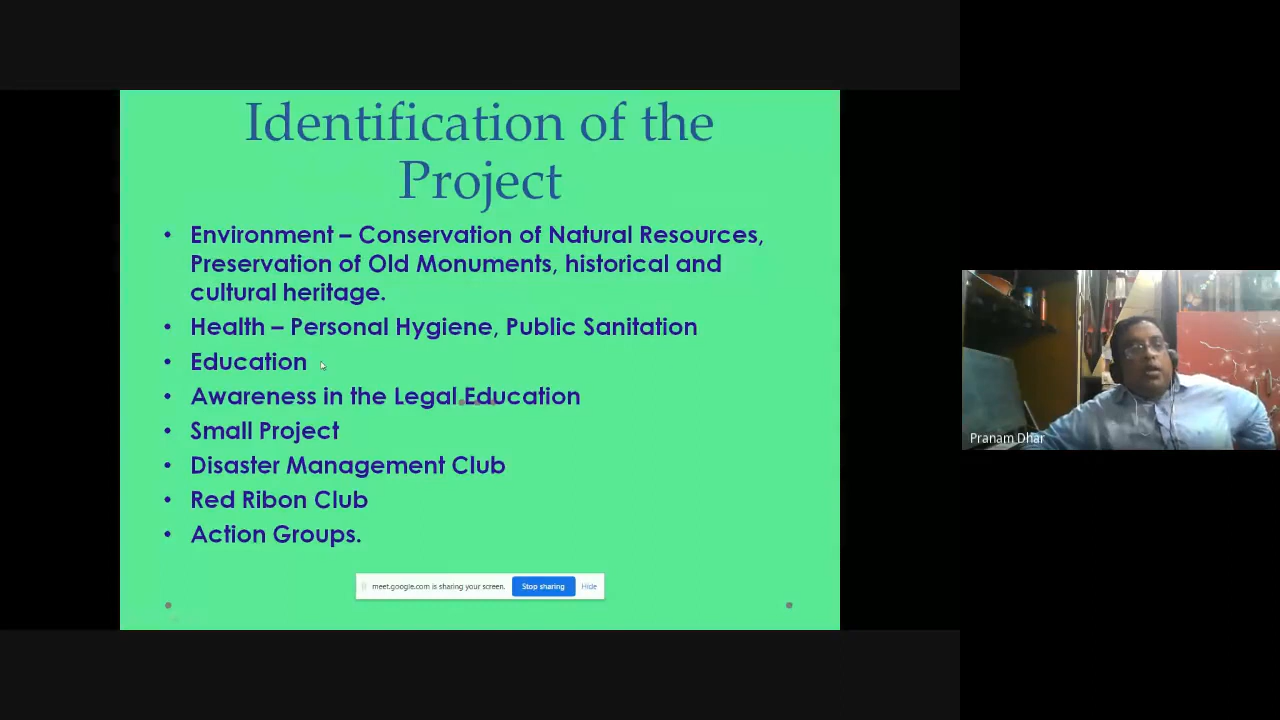 Identification of the
Project
• Environment – Conservation of Natural Resources,
Preservation of Old Monuments, historical and
cultural heritage.
• Health – Personal Hygiene, Public Sanitation
• Education
• Awareness in the Legal Education
• Small Project
• Disaster Management Club
• Red Ribon Club
• Action Groups.
meet.google.com is sharing your screen. Stop sharing Hide
Pranam Dhar